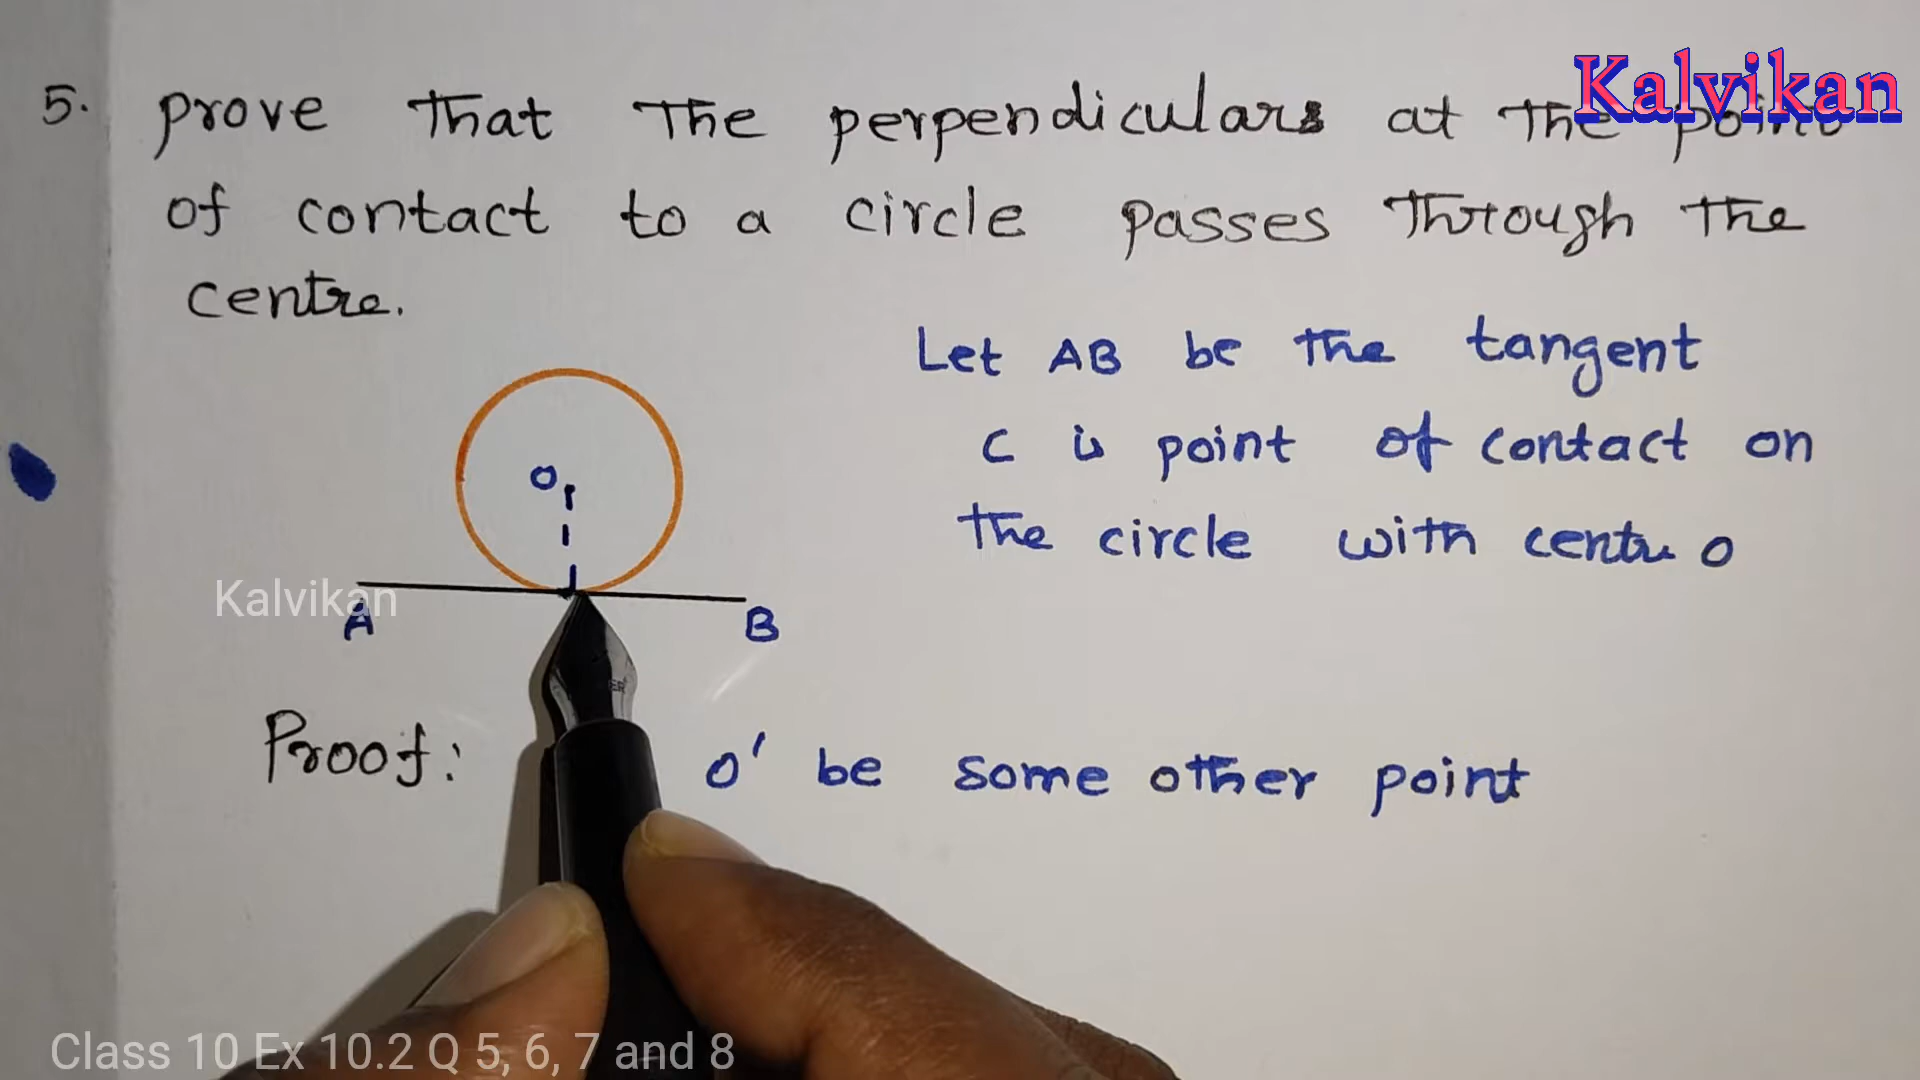 Kalvikan
5. prove that the perpendiculars at the point
of contact to a circle passes through the
centre.
Let AB be the tangent
C is point of contact on
the circle with centre O
O
Kalvikan
A
B
Proof:
O' be some other point
Class 10 Ex 10.2 Q 5, 6, 7 and 8